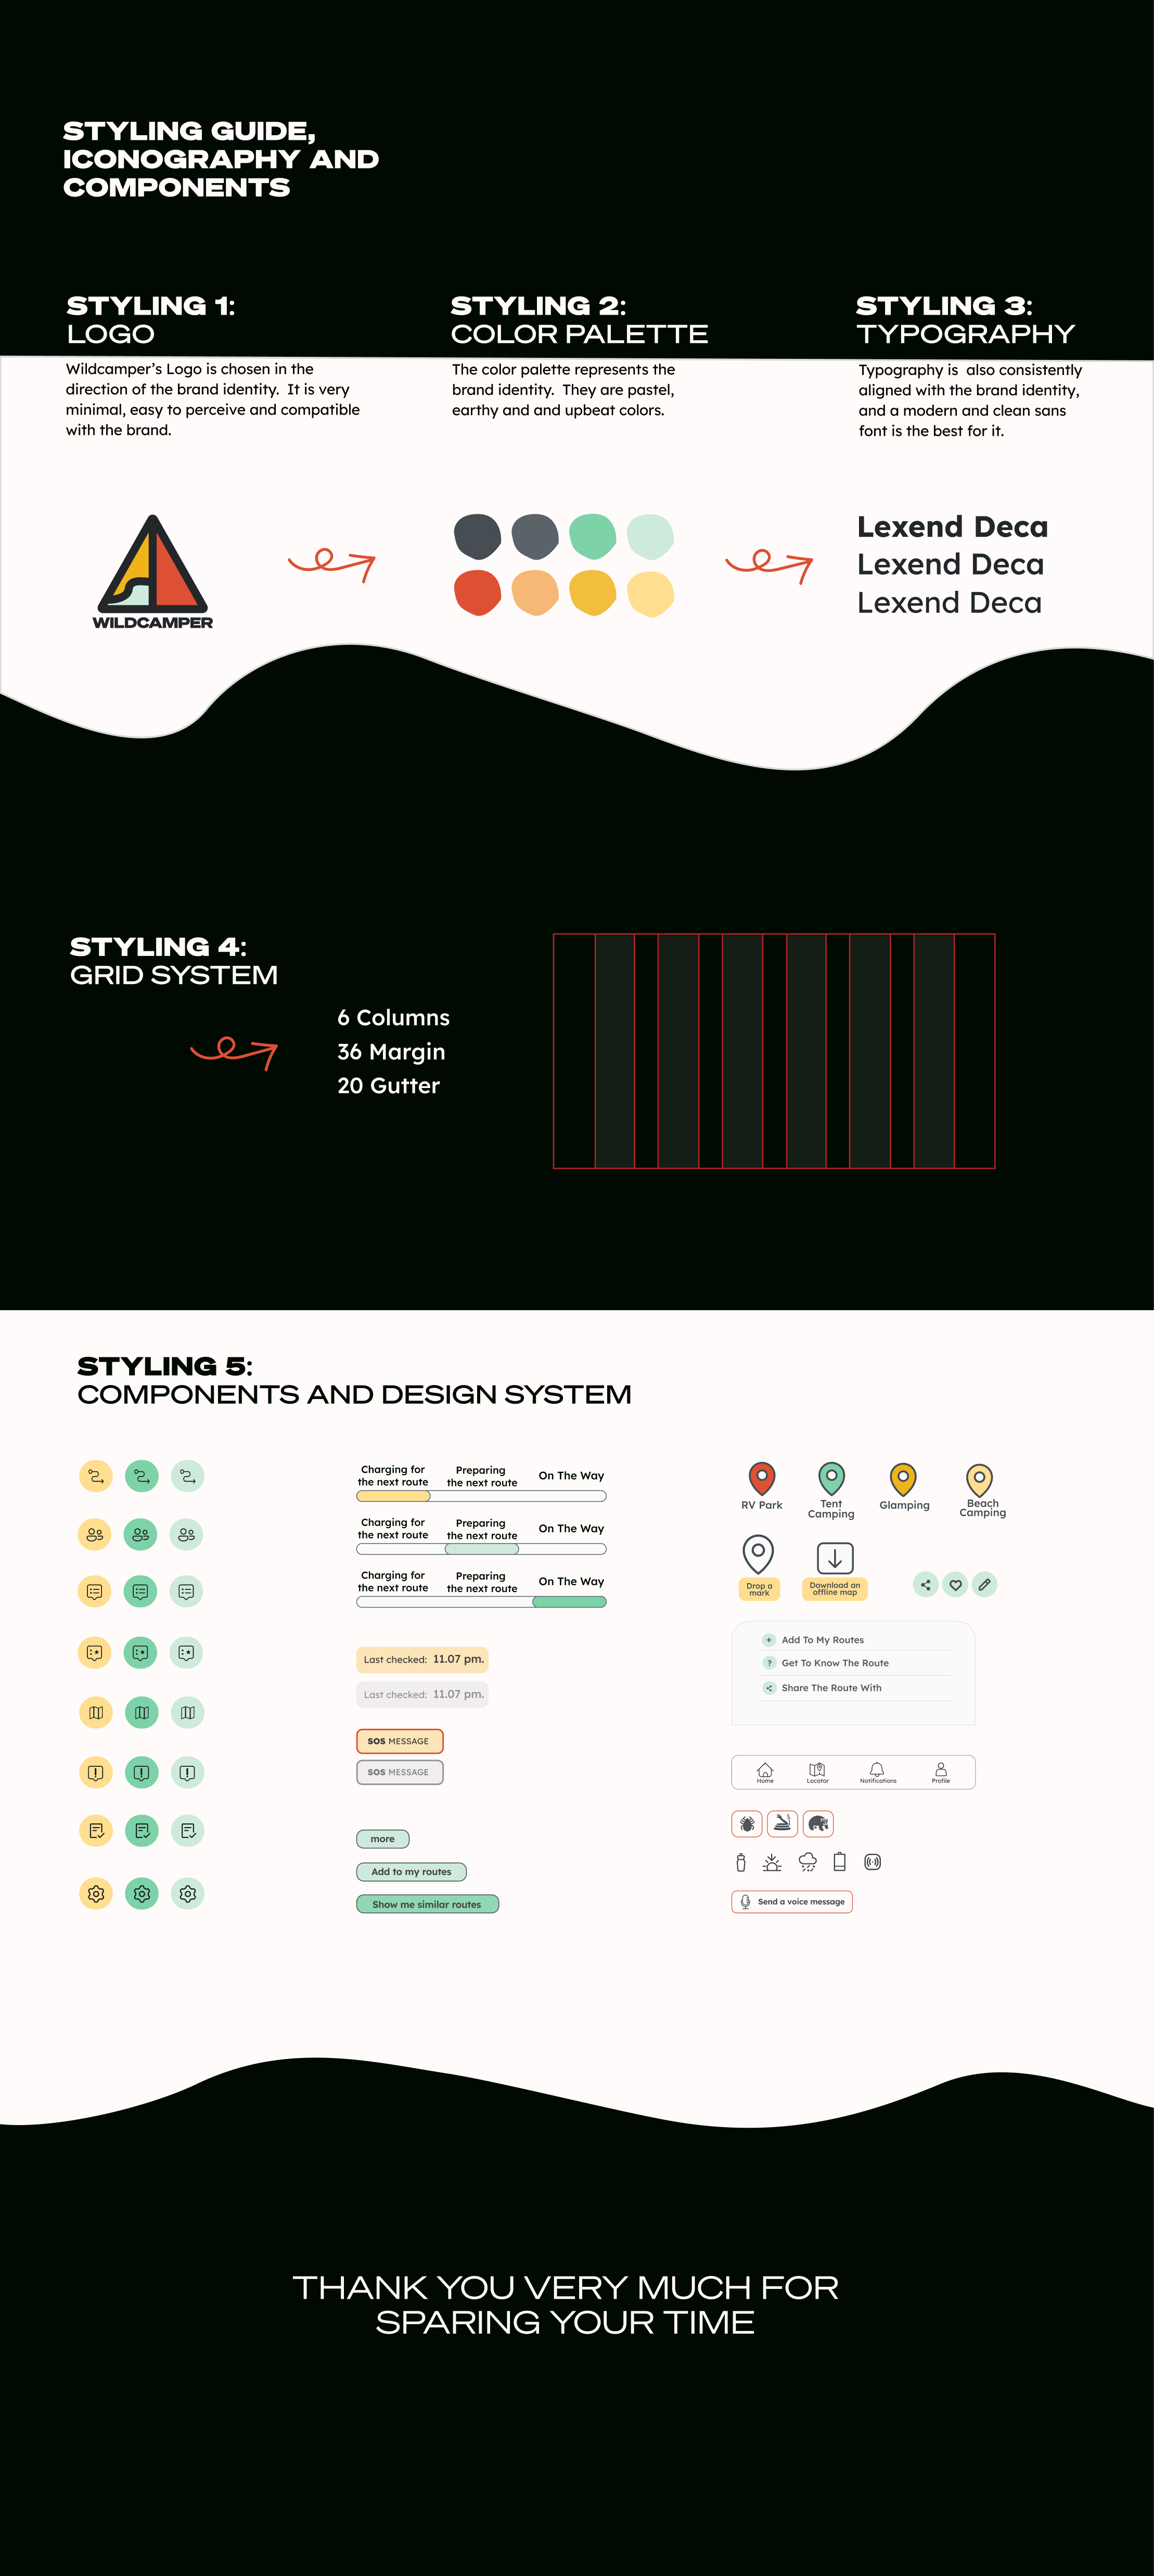 STYLING GUIDE,
ICONOGRAPHY AND
COMPONENTS
STYLING 1:
LOGO
Wildcamper's Logo is chosen in the
direction of the brand identity. It is very
minimal, easy to perceive and compatible
with the brand.
WILDCAMPER
STYLING 2:
COLOR PALETTE
The color palette represents the
brand identity. They are pastel,
earthy and and upbeat colors.
STYLING 3:
TYPOGRAPHY
Typography is also consistently
aligned with the brand identity,
and a modern and clean sans
font is the best for it.
Lexend Deca
Lexend Deca
Lexend Deca
STYLING 4:
GRID SYSTEM
6 Columns
36 Margin
20 Gutter
STYLING 5:
COMPONENTS AND DESIGN SYSTEM
Charging for
the next route
Preparing
the next route
On The Way
Charging for
the next route
Preparing
the next route
On The Way
Charging for
the next route
Preparing
the next route
On The Way
Last checked: 11.07 pm.
Last checked: 11.07 pm.
SOS MESSAGE
SOS MESSAGE
more
Add to my routes
Show me similar routes
RV Park
Tent
Camping
Glamping
Beach
Camping
Drop a
mark
Download an
offline map
+ Add To My Routes
? Get To Know The Route
Share The Route With
Home
Locator
Notifications
Profile
Send a voice message
THANK YOU VERY MUCH FOR
SPARING YOUR TIME